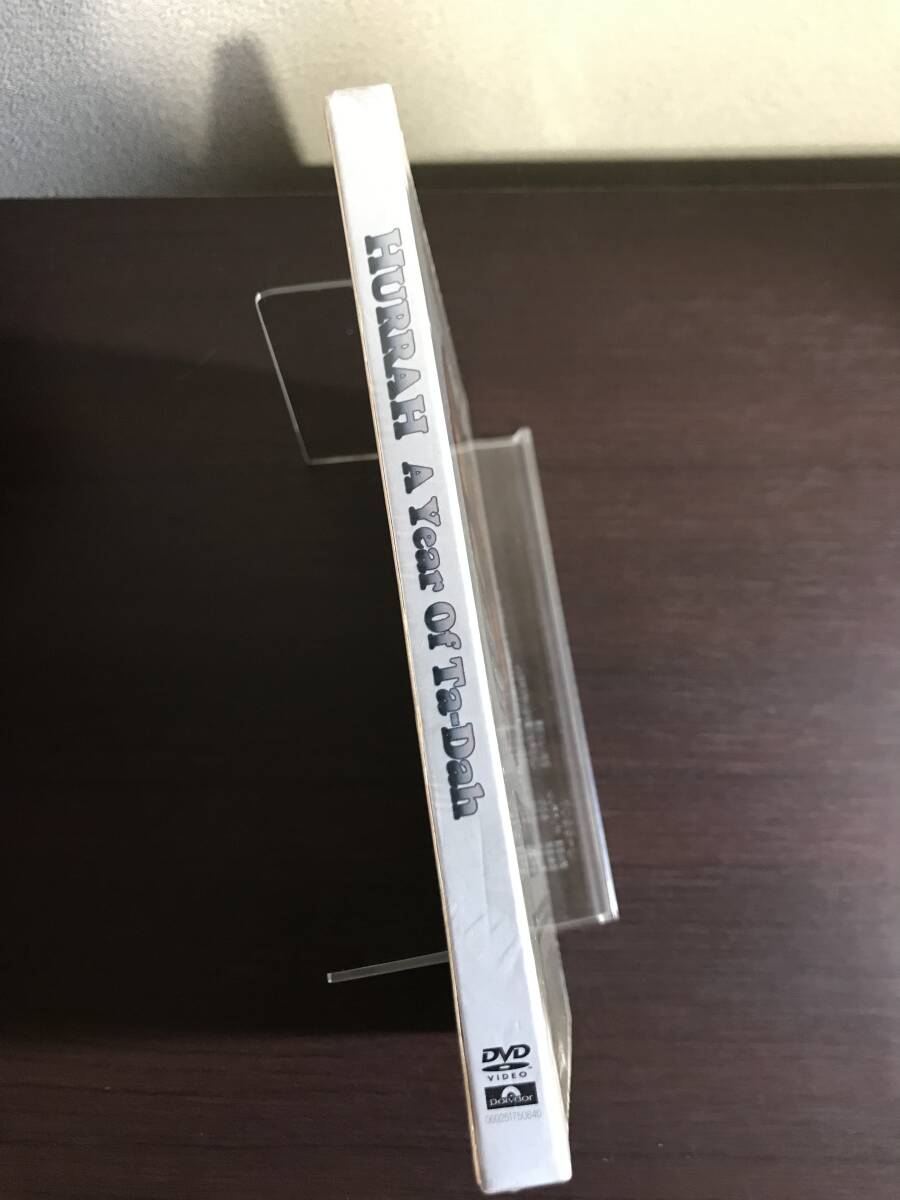 HURRAH A Year Of Ta-Dah
DVD
VIDEO
polydor